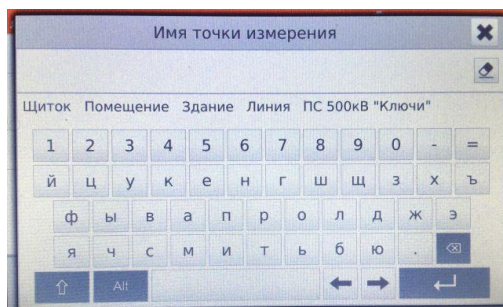 Имя точки измерения
Щиток Помещение Здание Линия ПС 500кВ "Ключи"
1 2 3 4 5 6 7 8 9 0 - =
й ц у к е н г ш щ з х ъ
ф ы в а п р о л д ж э
я ч с м и т ь б ю .
Alt